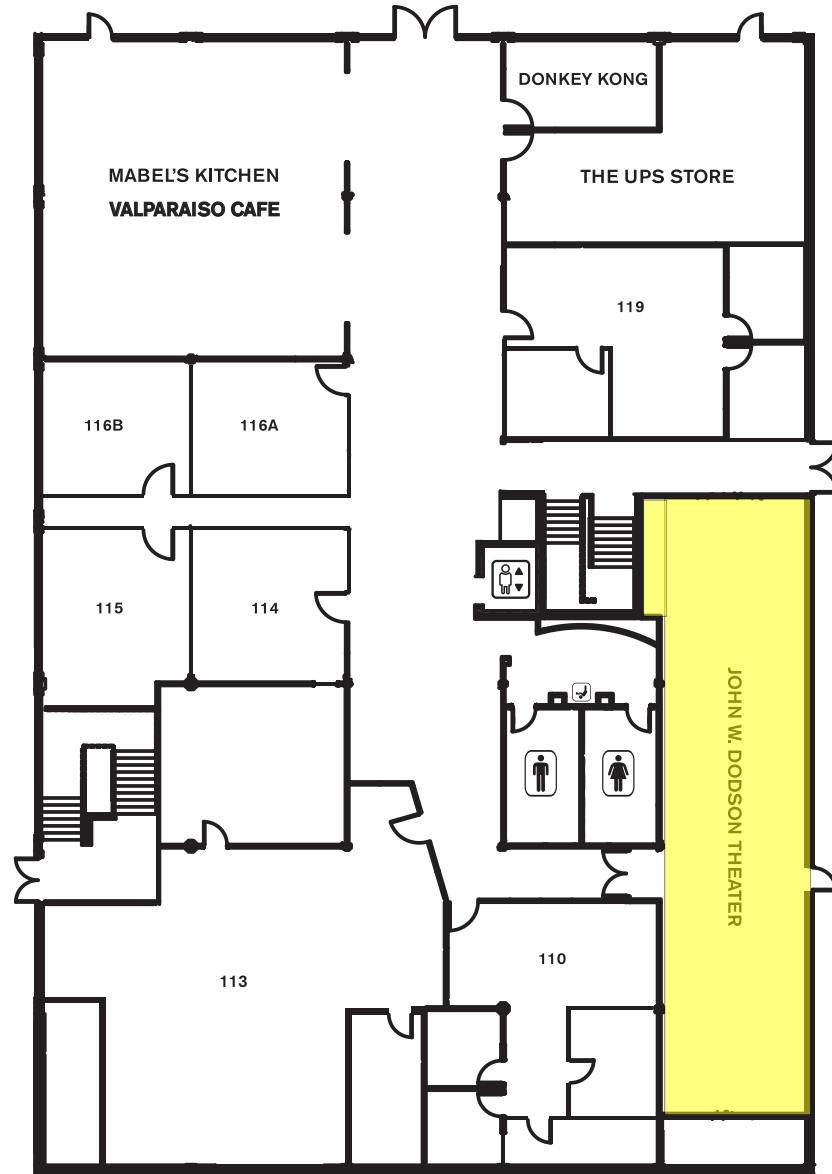 DONKEY KONG
MABEL'S KITCHEN
VALPARAISO CAFE
THE UPS STORE
119
116B
116A
115
114
JOHN W. DODSON THEATER
110
113